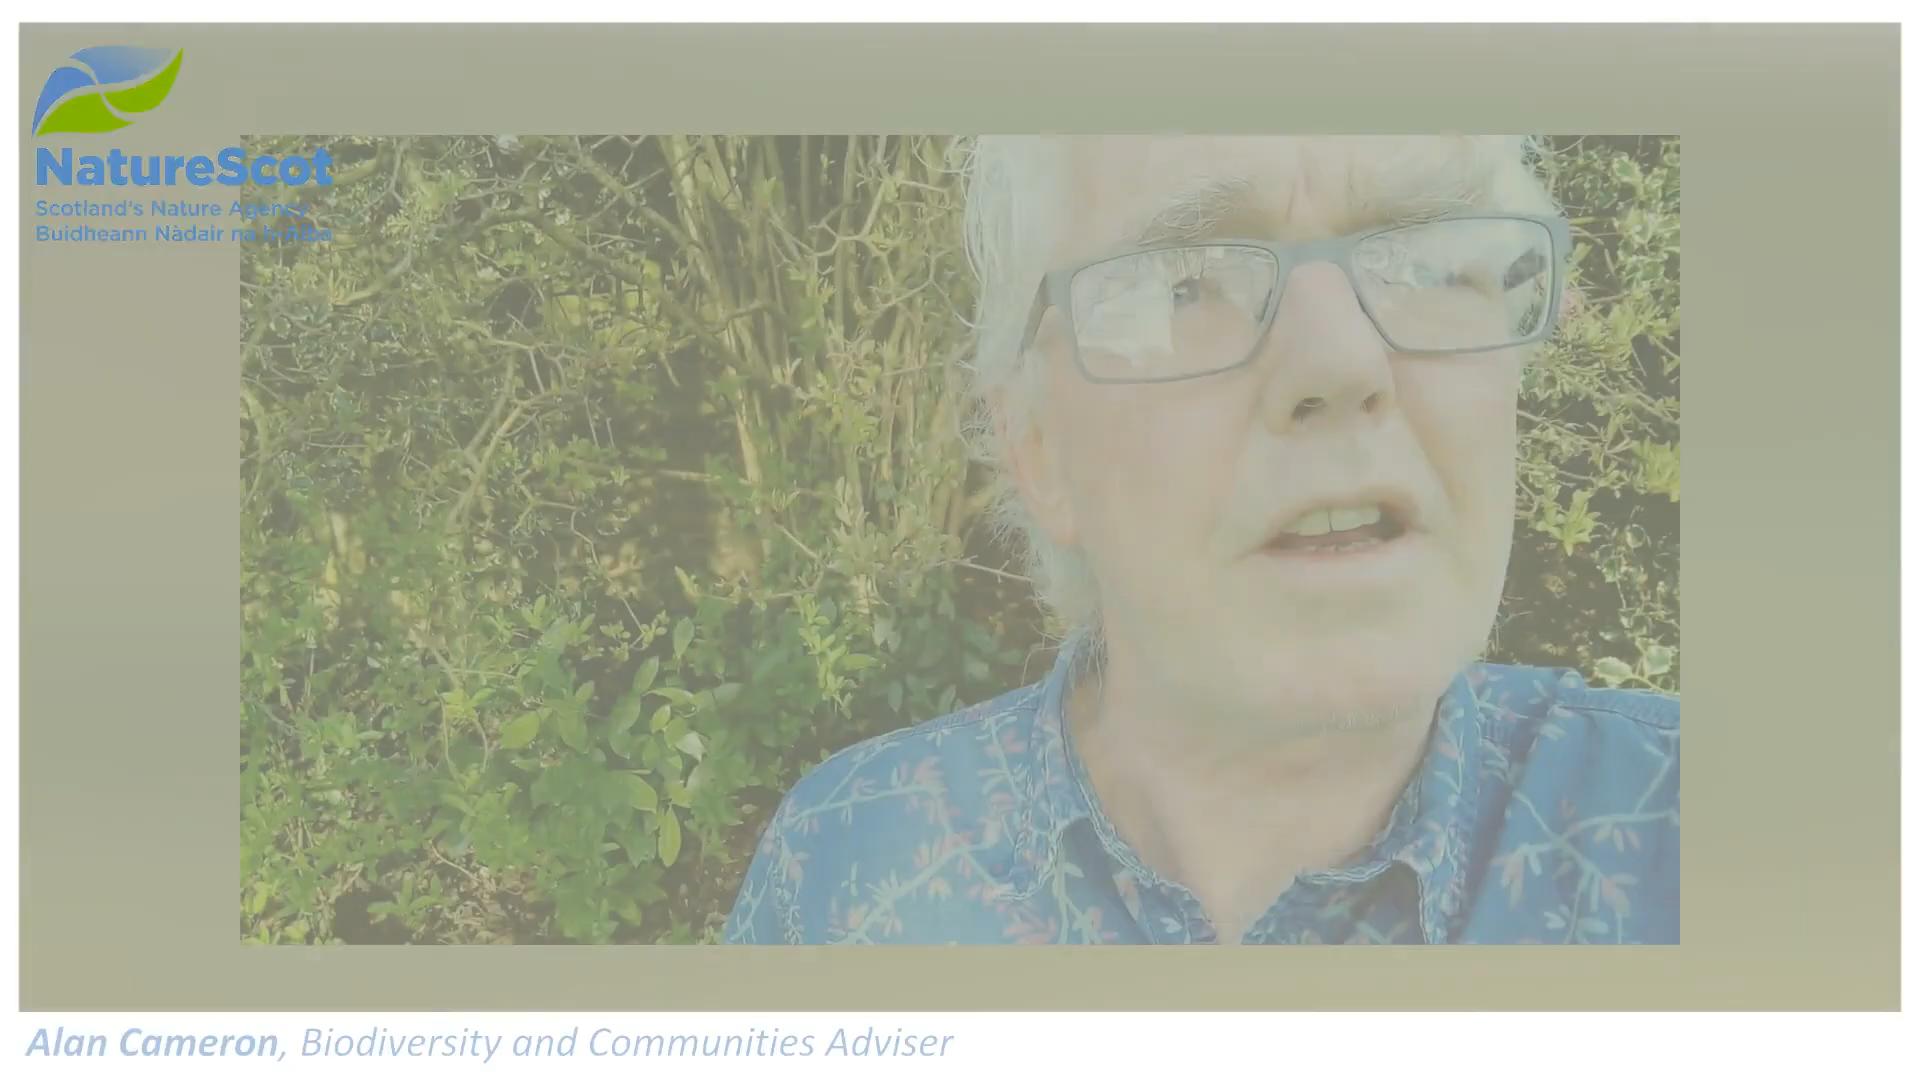 NatureScot
Scotland's Nature Agency
Buidheann Nàdair na h-Alba
Alan Cameron, Biodiversity and Communities Adviser